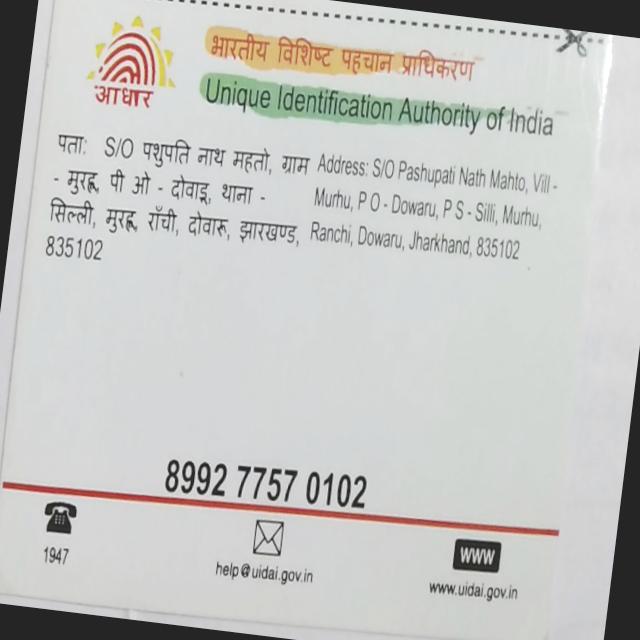 भारतीय विशिष्ट पहचान प्राधिकरण
आधार
Unique Identification Authority of India
पता: S/O पशुपति नाथ महतो, ग्राम
- मुरहू, पी ओ - दोवाडू, थाना -
सिल्ली, मुरहू, राँची, दोवारू, झारखण्ड,
835102
Address: S/O Pashupati Nath Mahto, Vill -
Murhu, P O - Dowaru, P S - Silli, Murhu,
Ranchi, Dowaru, Jharkhand, 835102
8992 7757 0102
1947
help@uidai.gov.in
WWW
www.uidai.gov.in